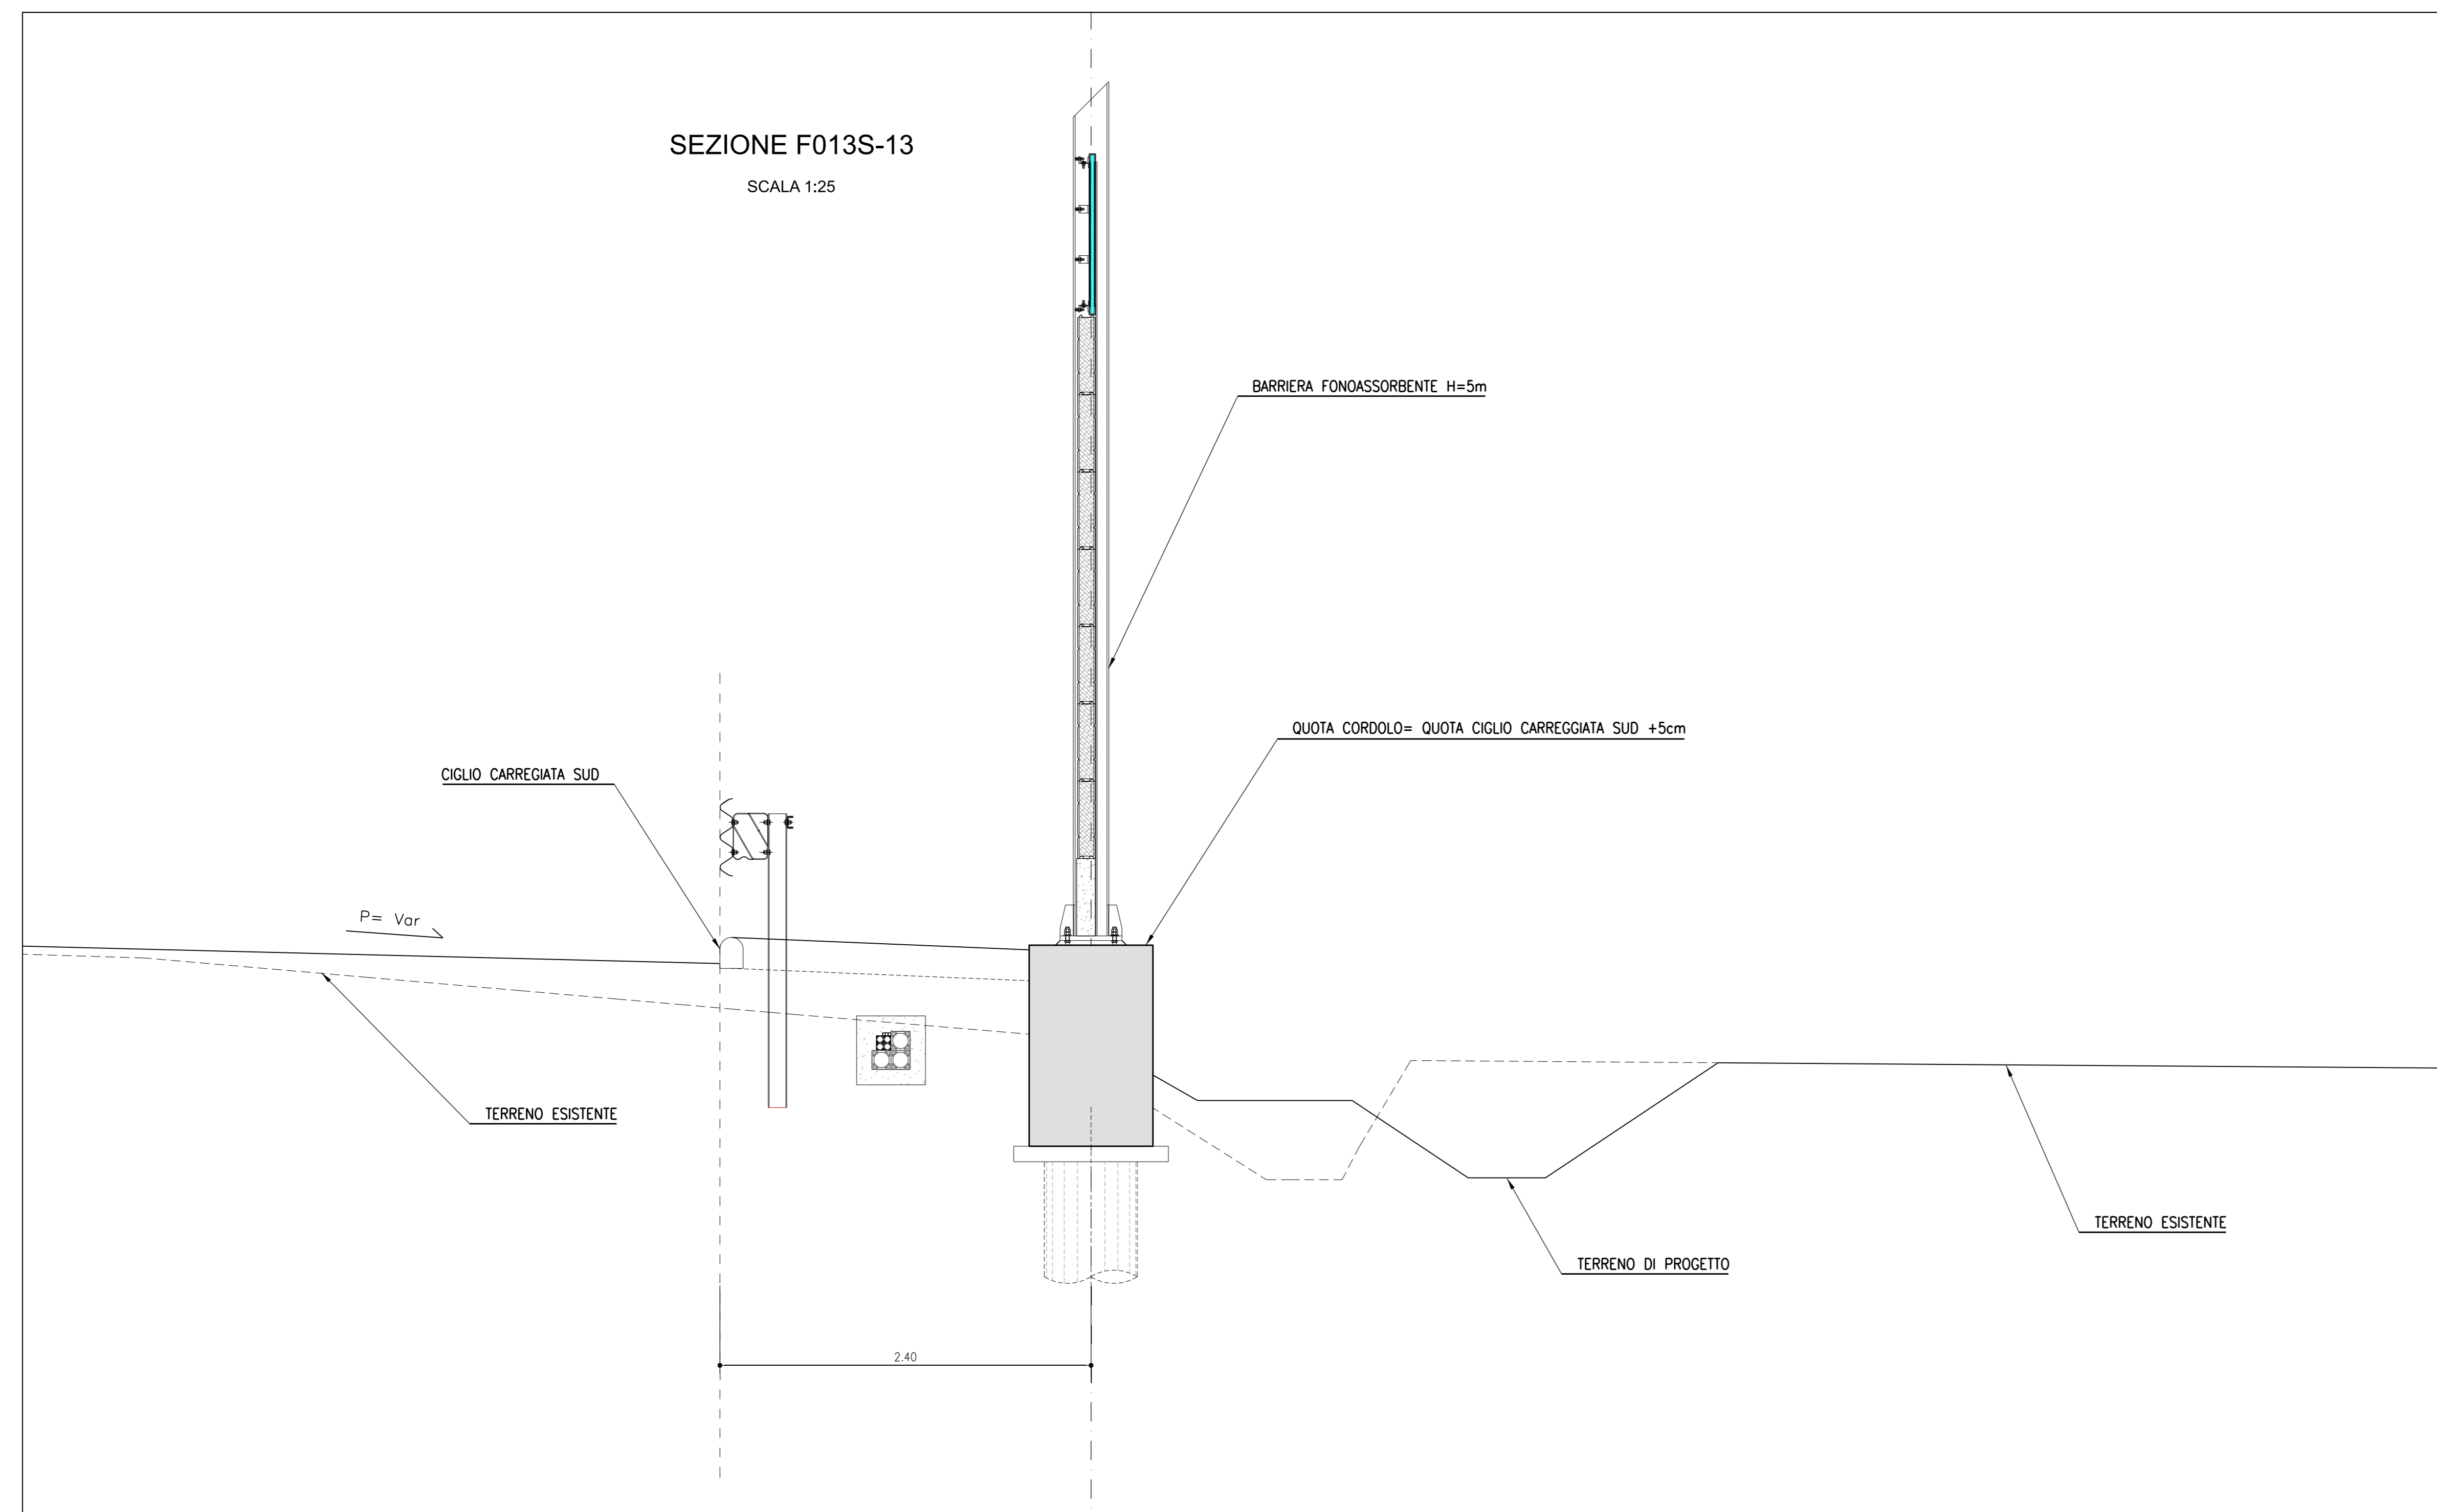 SEZIONE F013S-13
SCALA 1:25
BARRIERA FONOASSORBENTE H=5m
QUOTA CORDOLO= QUOTA CIGLIO CARREGGIATA SUD +5cm
CIGLIO CARREGIATA SUD
P= Var
TERRENO ESISTENTE
TERRENO ESISTENTE
TERRENO DI PROGETTO
2.40